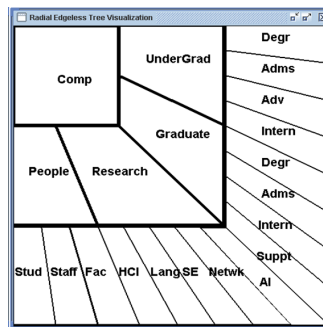 Radial Edgeless Tree Visualization
Degr
UnderGrad
Adms
Comp
Adv
Graduate
Intern
Degr
People
Research
Adms
Intern
Suppt
Stud
Staff
Fac
HCI
Lang
SE
Netwk
AI